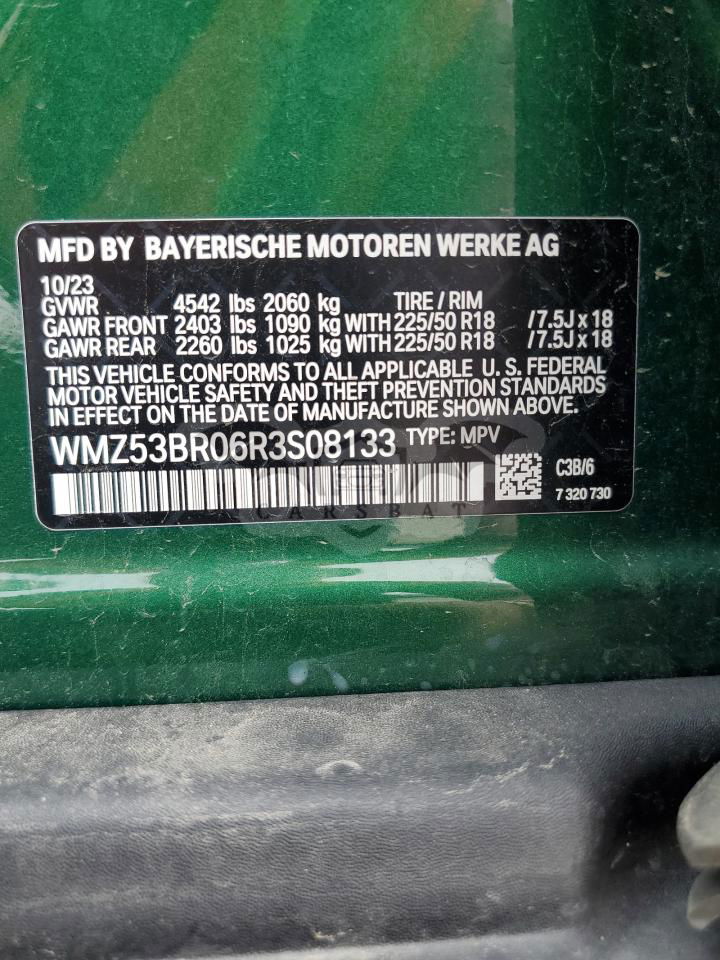 MFD BY BAYERISCHE MOTOREN WERKE AG
10/23
GVWR 4542 lbs 2060 kg TIRE / RIM
GAWR FRONT 2403 lbs 1090 kg WITH 225/50 R18 /7.5J x 18
GAWR REAR 2260 lbs 1025 kg WITH 225/50 R18 /7.5J x 18
THIS VEHICLE CONFORMS TO ALL APPLICABLE U. S. FEDERAL
MOTOR VEHICLE SAFETY AND THEFT PREVENTION STANDARDS
IN EFFECT ON THE DATE OF MANUFACTURE SHOWN ABOVE.
WMZ53BR06R3S08133 TYPE: MPV
C3B/6
7 320 730
CARSBAT